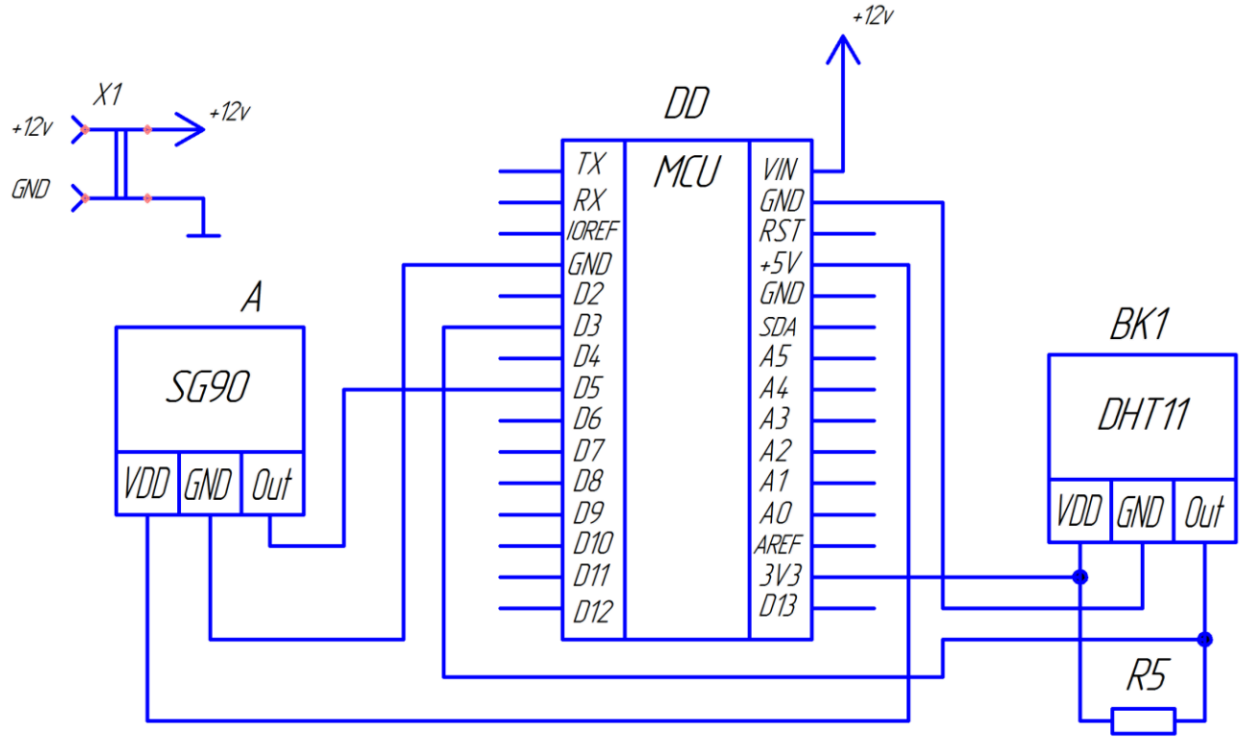 +12v
X1
+12v
+12v
GND
DD
MCU
TX
RX
IOREF
GND
D2
D3
D4
D5
D6
D7
D8
D9
D10
D11
D12
VIN
GND
RST
+5V
GND
SDA
A5
A4
A3
A2
A1
A0
AREF
3V3
D13
A
SG90
VDD GND Out
BK1
DHT11
VDD GND Out
R5